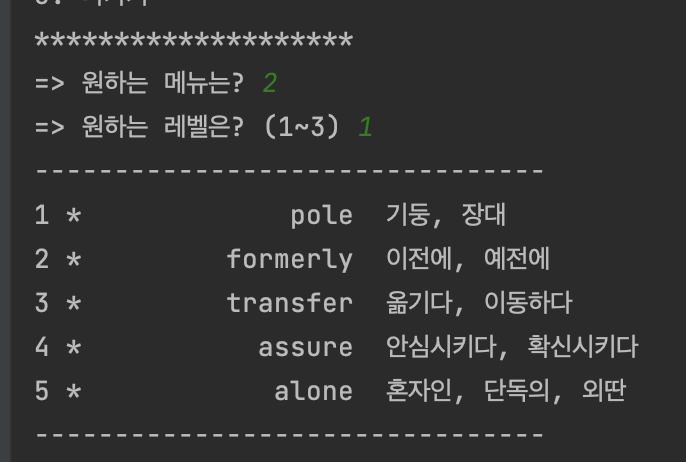 ********************
=> 원하는 메뉴는? 2
=> 원하는 레벨은? (1~3) 1
--------------------------------
1 * pole 기둥, 장대
2 * formerly 이전에, 예전에
3 * transfer 옮기다, 이동하다
4 * assure 안심시키다, 확신시키다
5 * alone 혼자인, 단독의, 외딴
--------------------------------